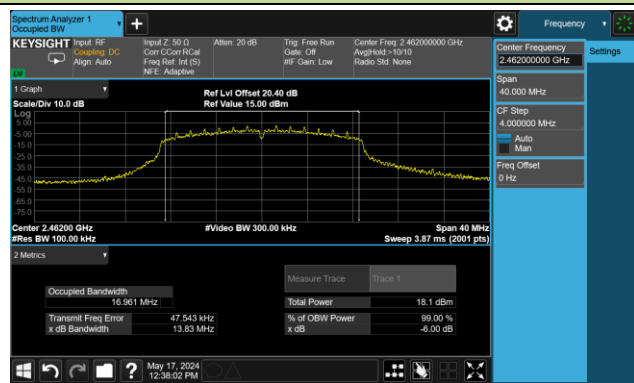 Spectrum Analyzer 1
Occupied BW
Frequency
KEYSIGHT
Input: RF
Coupling: DC
Align: Auto
Input Z: 50 Ω
Corr CCorr RCal
Freq Ref: Int (S)
NFE: Adaptive
Atten: 20 dB
Trig: Free Run
Gate: Off
#IF Gain: Low
Center Freq: 2.462000000 GHz
Avg|Hold:>10/10
Radio Std: None
LXI
Center Frequency
2.462000000 GHz
Settings
Span
40.000 MHz
CF Step
4.000000 MHz
Auto
Man
Freq Offset
0 Hz
1 Graph
Scale/Div 10.0 dB
Ref Lvl Offset 20.40 dB
Ref Value 15.00 dBm
Log
5.00
-5.00
-15.0
-25.0
-35.0
-45.0
-55.0
-65.0
-75.0
Center 2.46200 GHz
#Res BW 100.00 kHz
#Video BW 300.00 kHz
Span 40 MHz
Sweep 3.87 ms (2001 pts)
2 Metrics
Measure Trace
Trace 1
Occupied Bandwidth
16.961 MHz
Total Power
18.1 dBm
Transmit Freq Error
47.543 kHz
% of OBW Power
99.00 %
x dB Bandwidth
13.83 MHz
x dB
-6.00 dB
May 17, 2024
12:38:02 PM